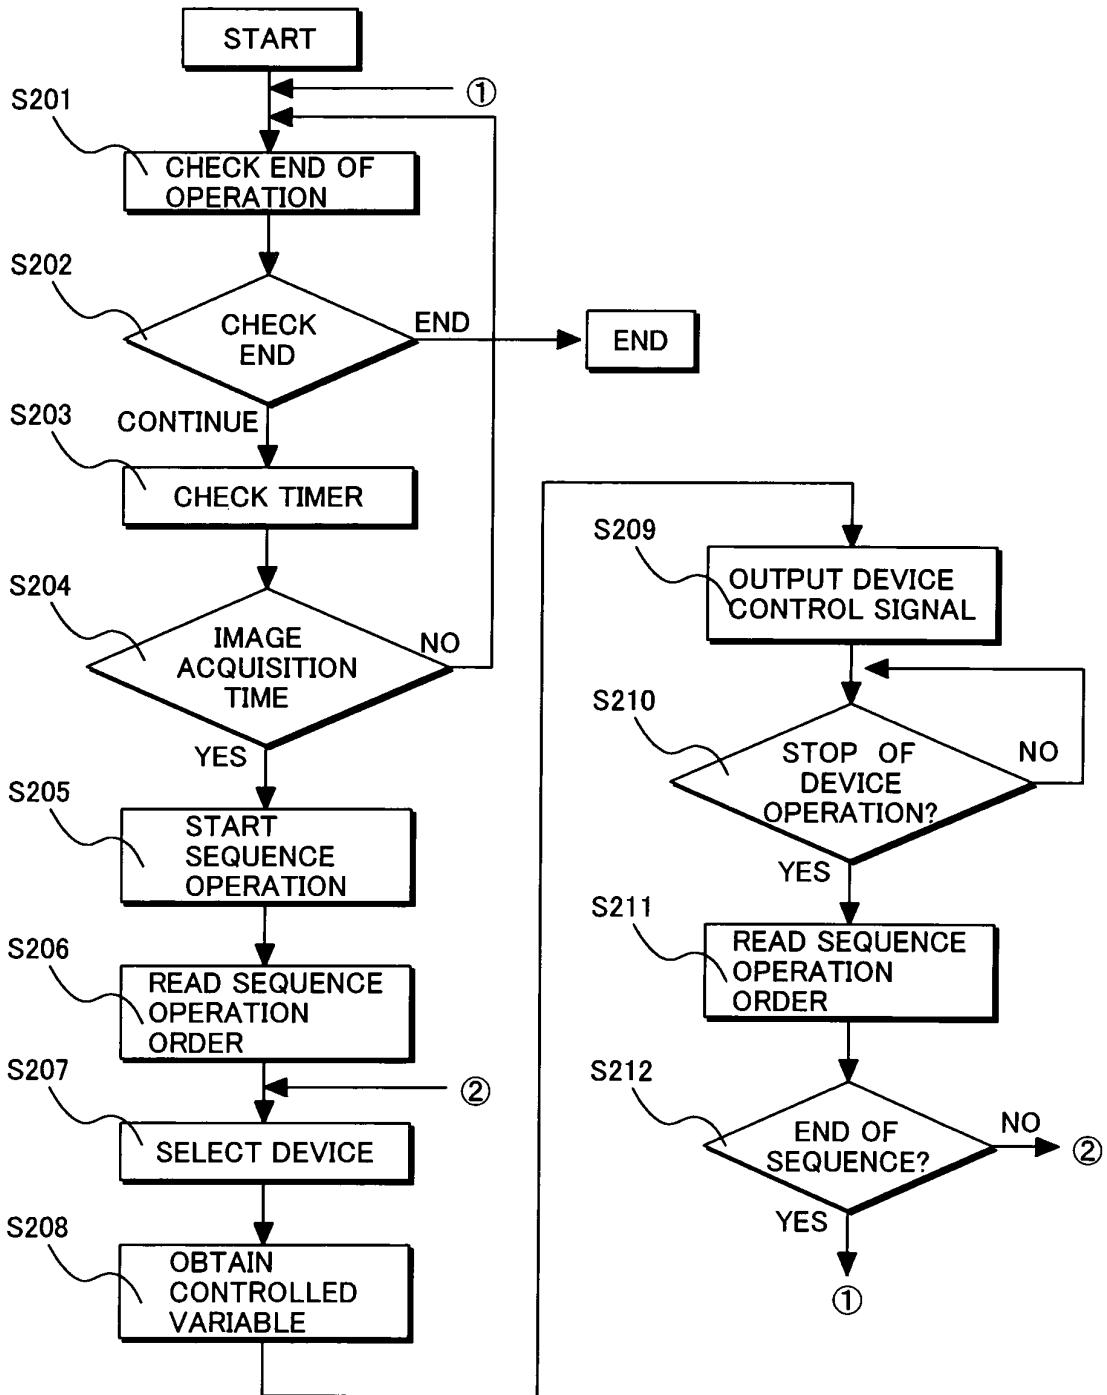 START
①
S201
CHECK END OF
OPERATION
S202
CHECK
END
END
END
CONTINUE
S203
CHECK TIMER
S204
IMAGE
ACQUISITION
TIME
NO
YES
S205
START
SEQUENCE
OPERATION
S206
READ SEQUENCE
OPERATION
ORDER
②
S207
SELECT DEVICE
S208
OBTAIN
CONTROLLED
VARIABLE
S209
OUTPUT DEVICE
CONTROL SIGNAL
S210
STOP OF
DEVICE
OPERATION?
NO
YES
S211
READ SEQUENCE
OPERATION
ORDER
S212
END OF
SEQUENCE?
NO
②
YES
①